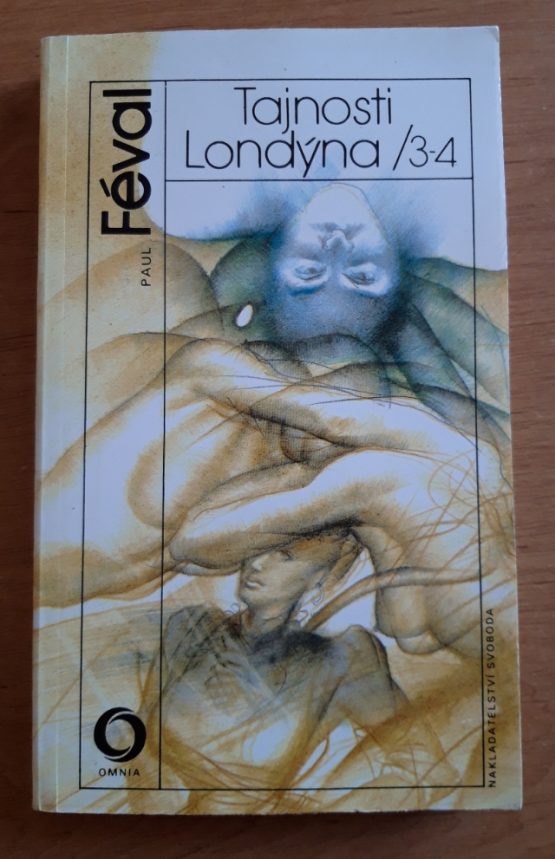 PAUL Féval
Tajnosti
Londýna /3-4
NAKLADATELSTVÍ SVOBODA
OMNIA